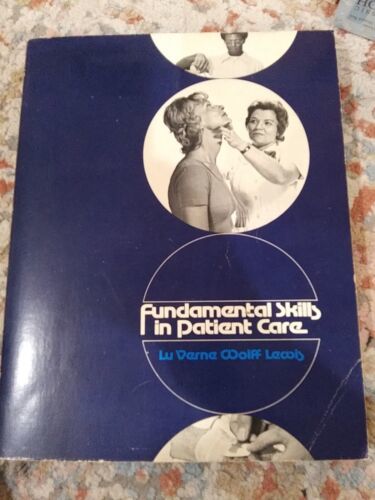 Fundamental Skills
in Patient Care
Lu Verne Wolff Lewis